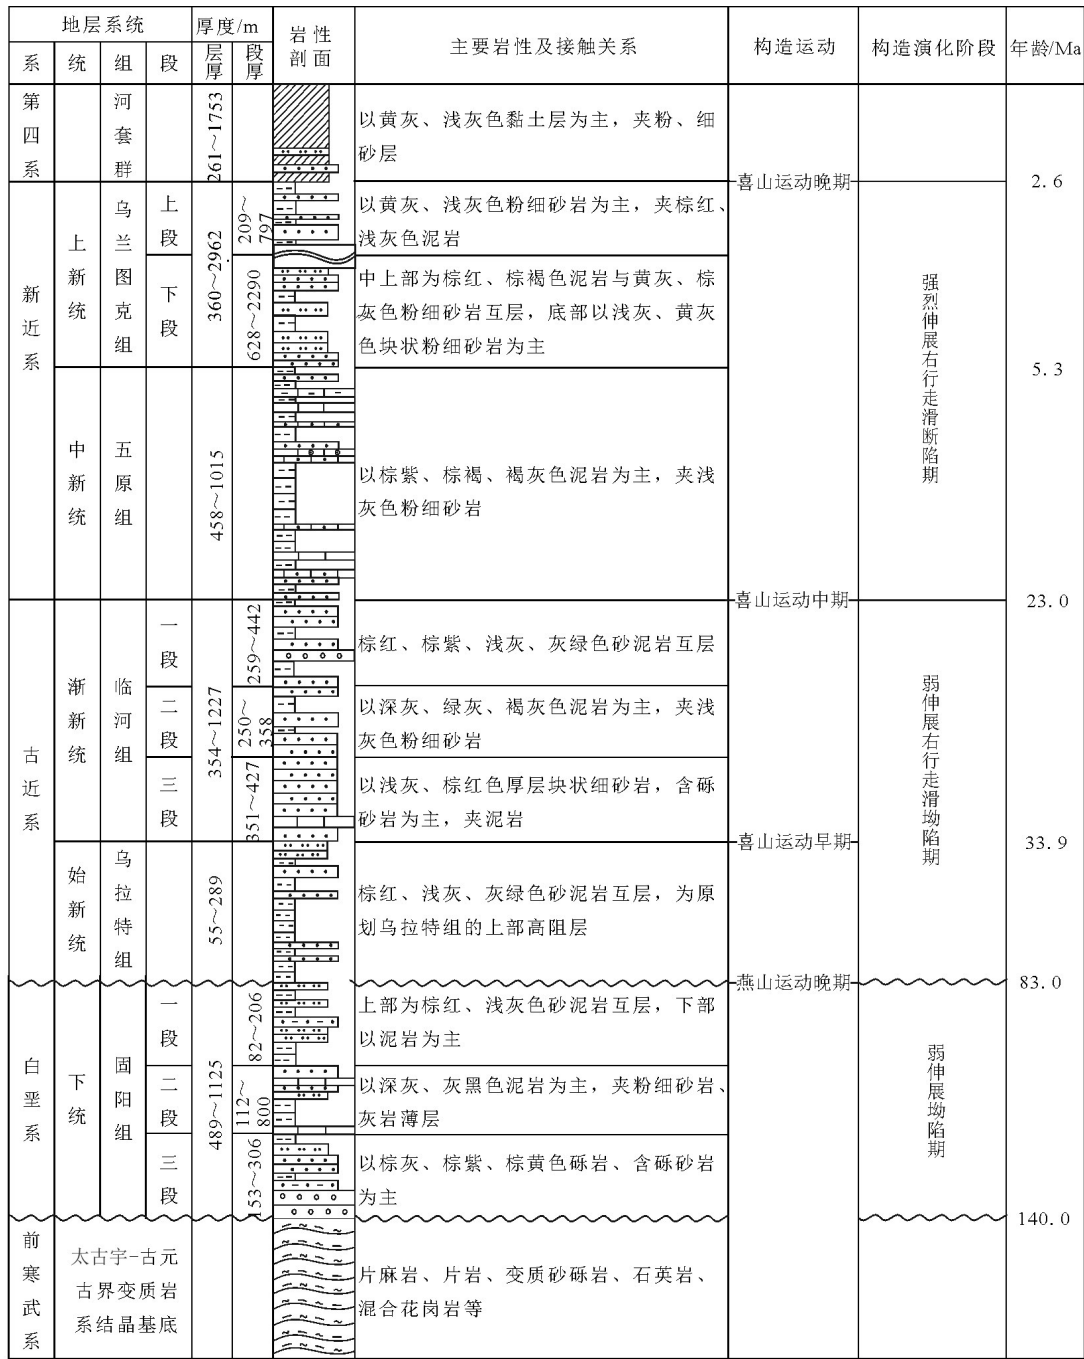 地层系统
厚度/m
岩性
剖面
主要岩性及接触关系
构造运动
构造演化阶段
年龄/Ma
系
统
组
段
层厚
段厚
第四系
河套群
261～1753
以黄灰、浅灰色黏土层为主，夹粉、细
砂层
喜山运动晚期
2.6
新近系
上新统
乌兰图克组
上段
360～2962
209～
797
以黄灰、浅灰色粉细砂岩为主，夹棕红、
浅灰色泥岩
下段
628～2290
中上部为棕红、棕褐色泥岩与黄灰、棕
灰色粉细砂岩互层，底部以浅灰、黄灰
色块状粉细砂岩为主
强烈伸展右行走滑断陷期
5.3
中新统
五原组
458～1015
以棕紫、棕褐、褐灰色泥岩为主，夹浅
灰色粉细砂岩
喜山运动中期
23.0
古近系
渐新统
临河组
一段
354～1227
259～442
棕红、棕紫、浅灰、灰绿色砂泥岩互层
二段
250～
358
以深灰、绿灰、褐灰色泥岩为主，夹浅
灰色粉细砂岩
弱伸展右行走滑坳陷期
三段
351～427
以浅灰、棕红色厚层块状细砂岩，含砾
砂岩为主，夹泥岩
喜山运动早期
33.9
始新统
乌拉特组
55～289
棕红、浅灰、灰绿色砂泥岩互层，为原
划乌拉特组的上部高阻层
燕山运动晚期
83.0
白垩系
下统
固阳组
一段
489～1125
82～206
上部为棕红、浅灰色砂泥岩互层，下部
以泥岩为主
二段
112～
800
以深灰、灰黑色泥岩为主，夹粉细砂岩、
灰岩薄层
弱伸展坳陷期
三段
153～306
以棕灰、棕紫、棕黄色砾岩、含砾砂岩
为主
140.0
前寒武系
太古宇-古元
古界变质岩
系结晶基底
片麻岩、片岩、变质砂砾岩、石英岩、
混合花岗岩等